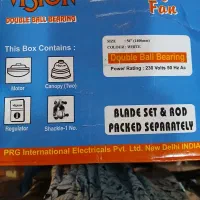 VISION
Fan
DOUBLE BALL BEARING
This Box Contains :
Motor
Canopy (Two)
Regulator
Shackle-1 No.
SIZE : 56" (1400mm)
COLOUR : WHITE
Double Ball Bearing
Power Rating : 230 Volts 50 Hz Ac
BLADE SET & ROD
PACKED SEPARATELY
PRG International Electricals Pvt. Ltd. New Delhi INDIA